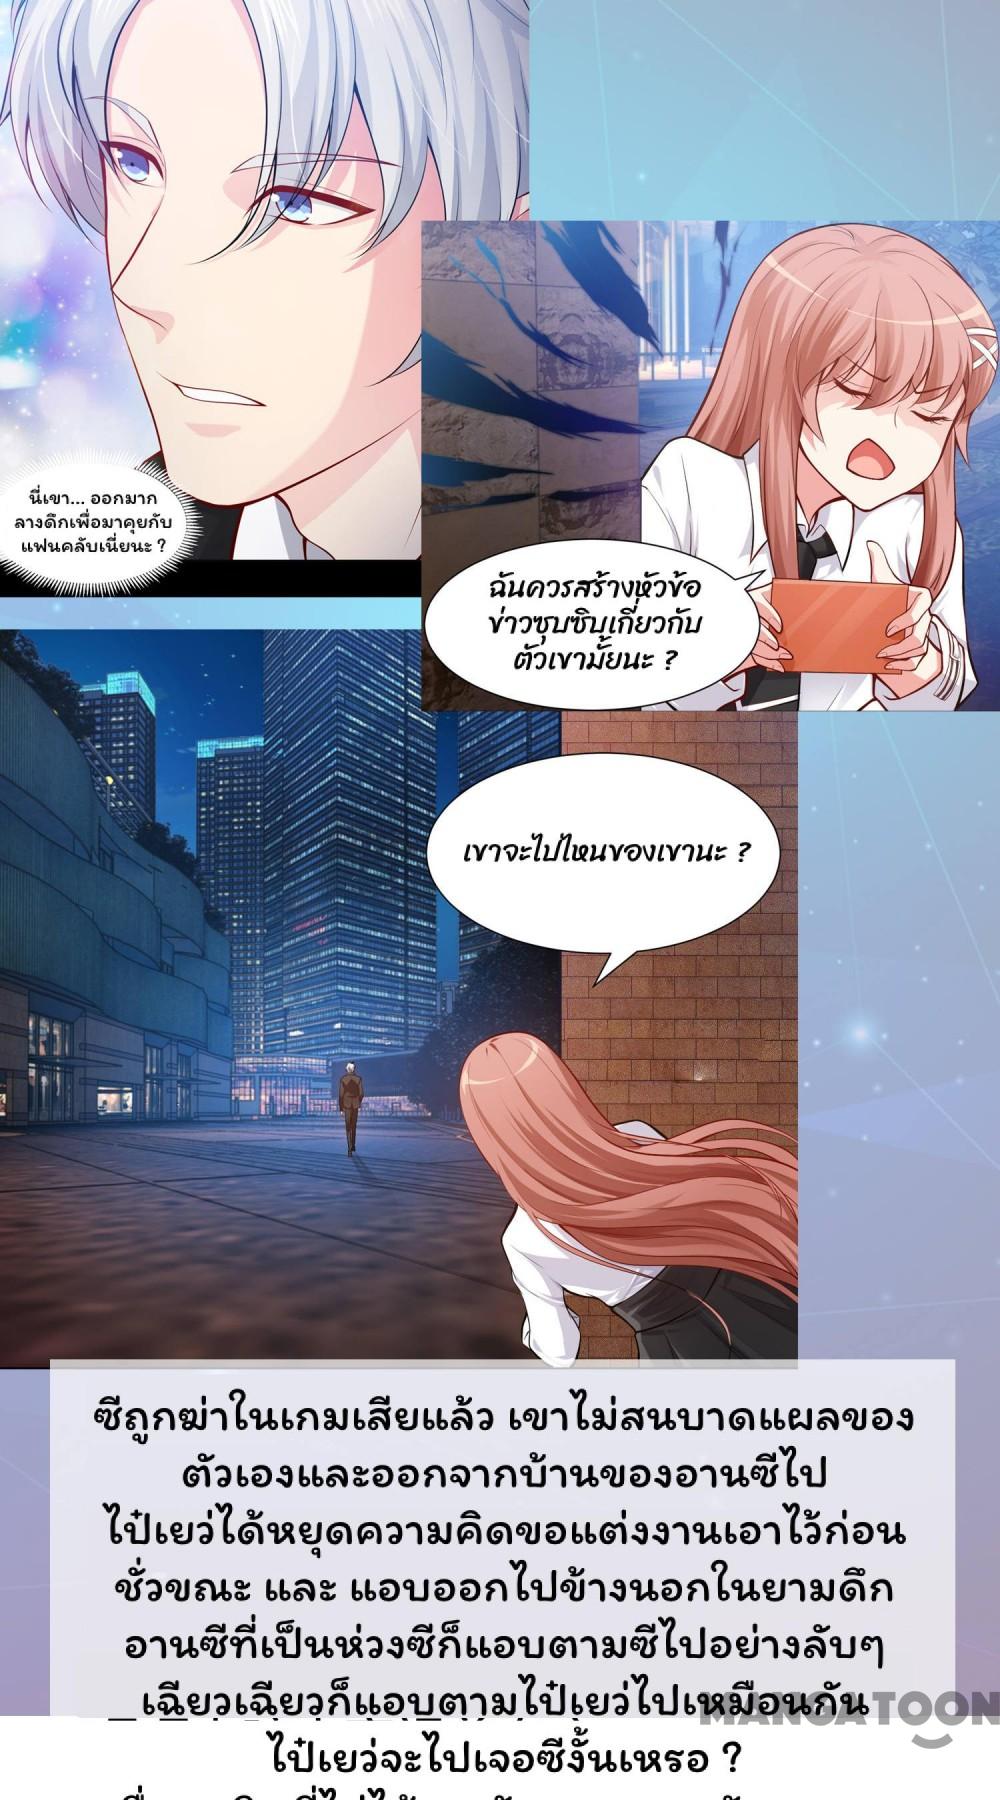 นี่เขา... ออกมาก
ลางดึกเพื่อมาคุยกับ
แฟนคลับเนี่ยนะ ?
ฉันควรสร้างหัวข้อ
ข่าวซุบซิบเกี่ยวกับ
ตัวเขามั้ยนะ ?
เขาจะไปไหนของเขานะ ?
ซีถูกฆ่าในเกมเสียแล้ว เขาไม่สนบาดแผลของ
ตัวเองและออกจากบ้านของอานซีไป
ไป๋เยว่ได้หยุดความคิดขอแต่งงานเอาไว้ก่อน
ชั่วขณะ และ แอบออกไปข้างนอกในยามดึก
อานซีที่เป็นห่วงซีก็แอบตามซีไปอย่างลับๆ
เฉียวเฉียวก็แอบตามไป๋เยว่ไปเหมือนกัน
MANGATOON
ไป๋เยว่จะไปเจอซีงั้นเหรอ ?